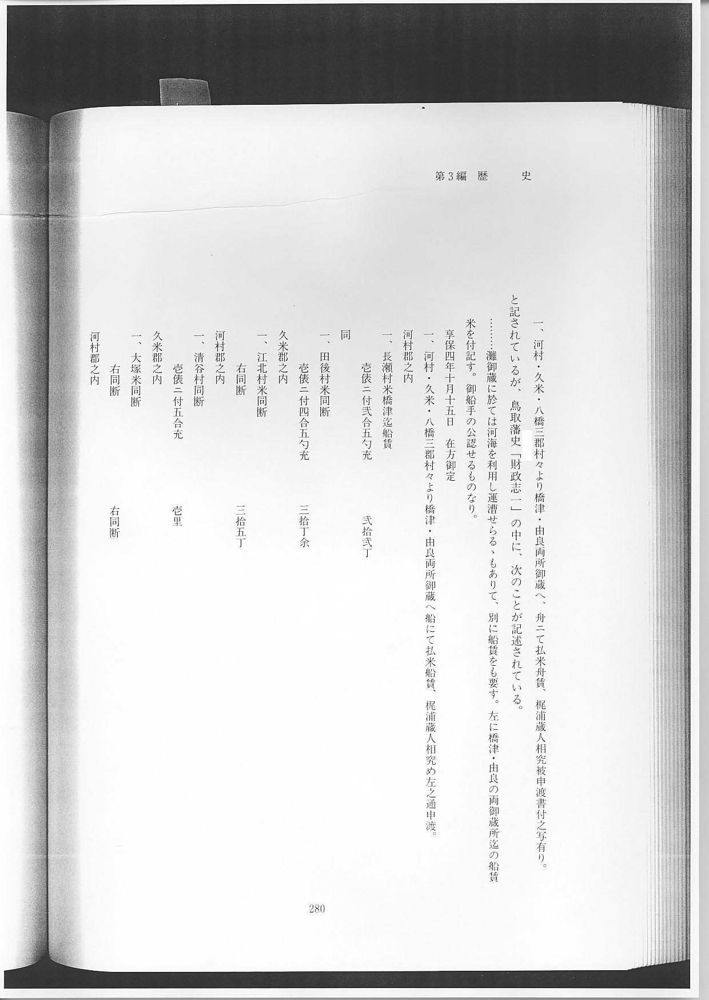 第3編 歴 史
一、河村・久米・八橋三郡村々より橋津・由良両所御蔵へ、舟ニて払米舟賃、梶浦蔵人相究被申渡書付之写有り。
と記されているが、鳥取藩史「財政志一」の中に、次のことが記述されている。
………灘御蔵に於ては河海を利用し運漕せらるゝもありて、別に船賃をも要す。左に橋津・由良の両御蔵所迄の船賃
米を付記す。御船手の公認せるものなり。
享保四年十月十五日 在方御定
一、河村・久米・八橋三郡村々より橋津・由良両所御蔵へ船にて払米船賃、梶浦蔵人相究め左之通申渡。
河村郡之内
一、長瀬村米橋津迄船賃
壱俵ニ付弐合五勺充 弐拾弐丁
同
一、田後村米同断
壱俵ニ付四合五勺充 三拾丁余
久米郡之内
一、江北村米同断
右同断 三拾五丁
河村郡之内
一、清谷村同断
壱俵ニ付五合充 壱里
久米郡之内
一、大塚米同断
右同断 右同断
河村郡之内
280